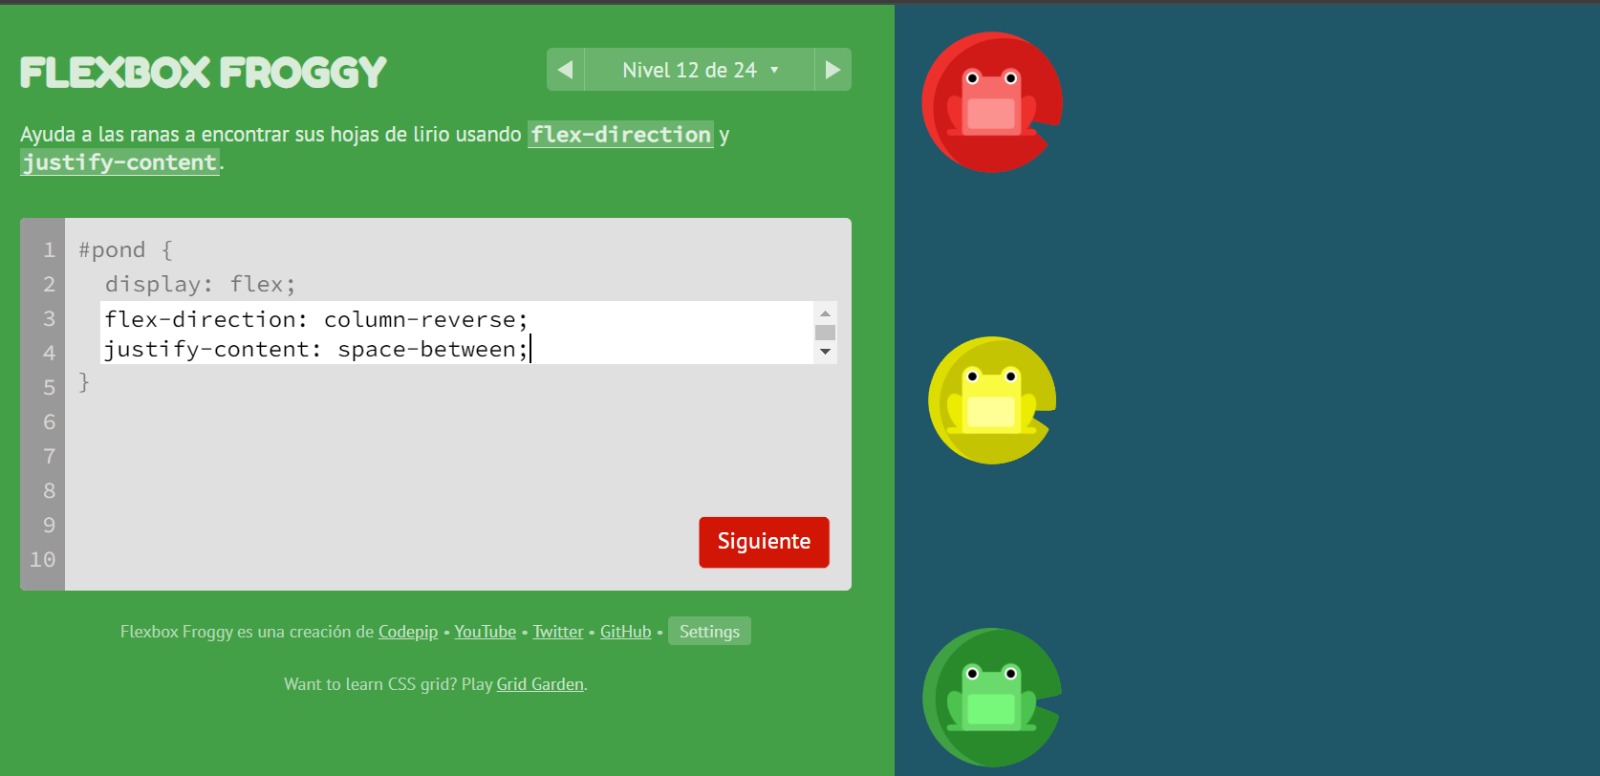 FLEXBOX FROGGY
Nivel 12 de 24
Ayuda a las ranas a encontrar sus hojas de lirio usando flex-direction y
justify-content.
1 #pond {
2 display: flex;
3 flex-direction: column-reverse;
4 justify-content: space-between;
5 }
6
7
8
9
10
Siguiente
Flexbox Froggy es una creación de Codepip • YouTube • Twitter • GitHub • Settings
Want to learn CSS grid? Play Grid Garden.